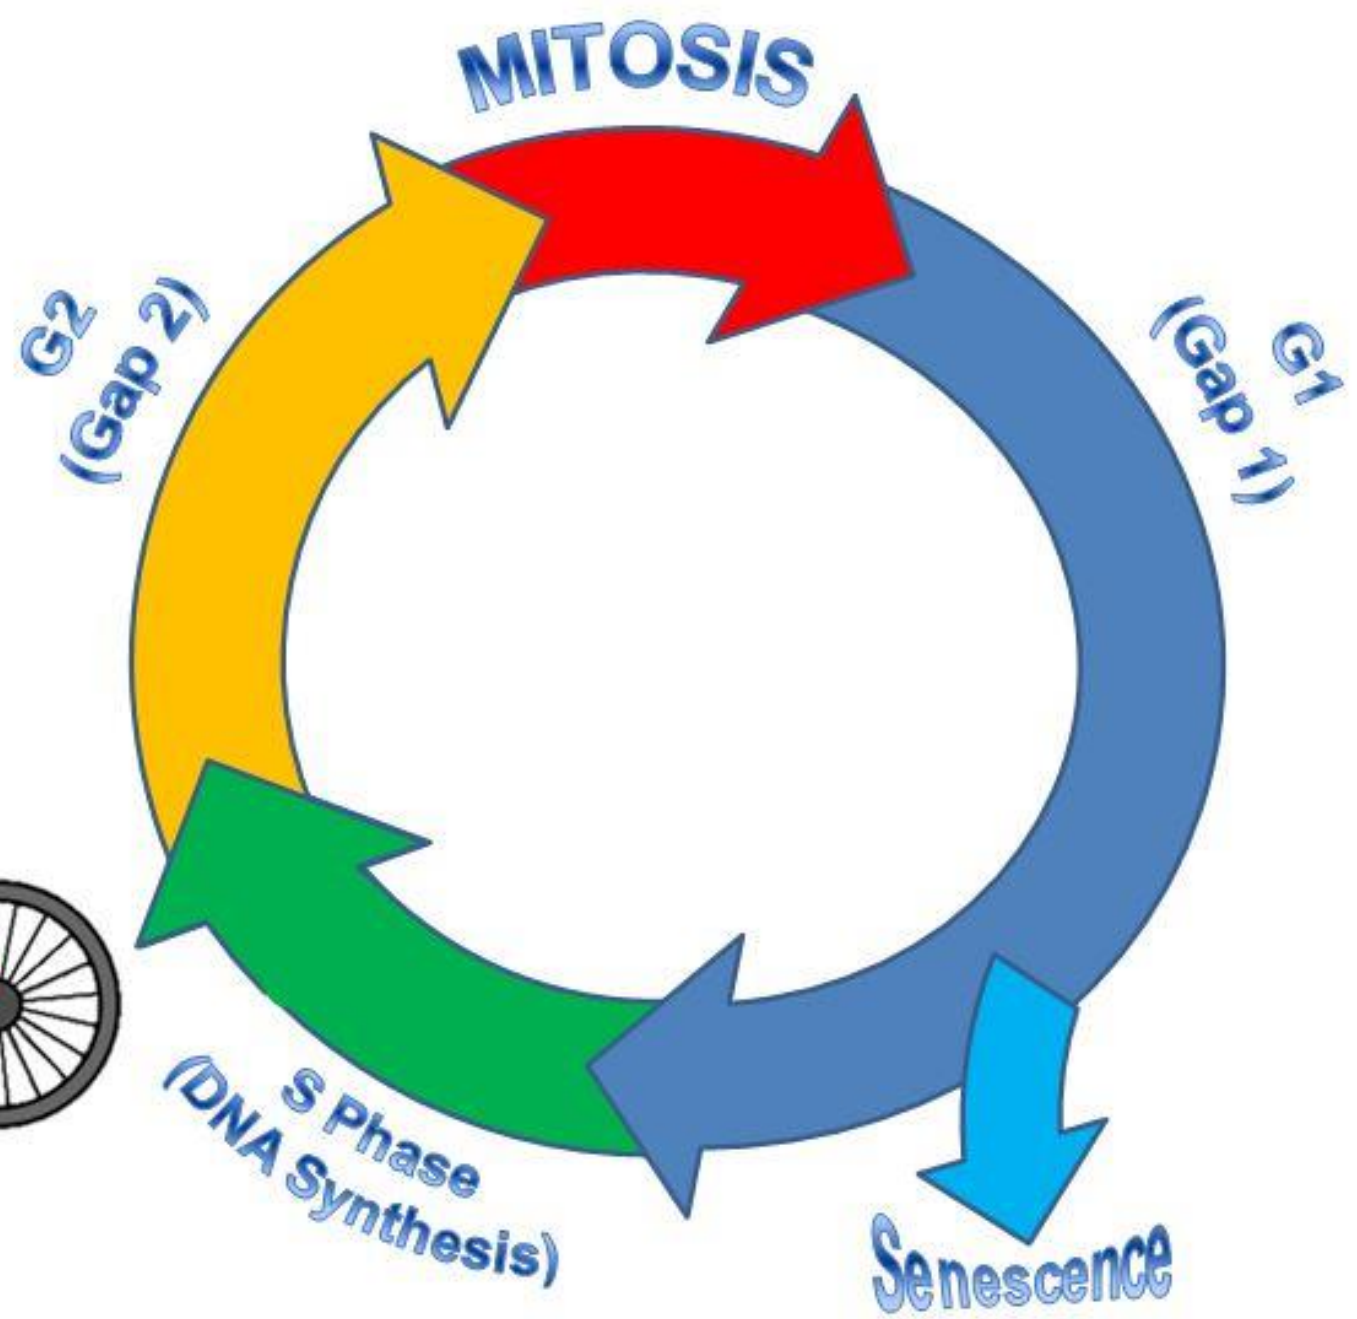 MITOSIS
G1
(Gap 1)
Senescence
S Phase
(DNA Synthesis)
G2
(Gap 2)